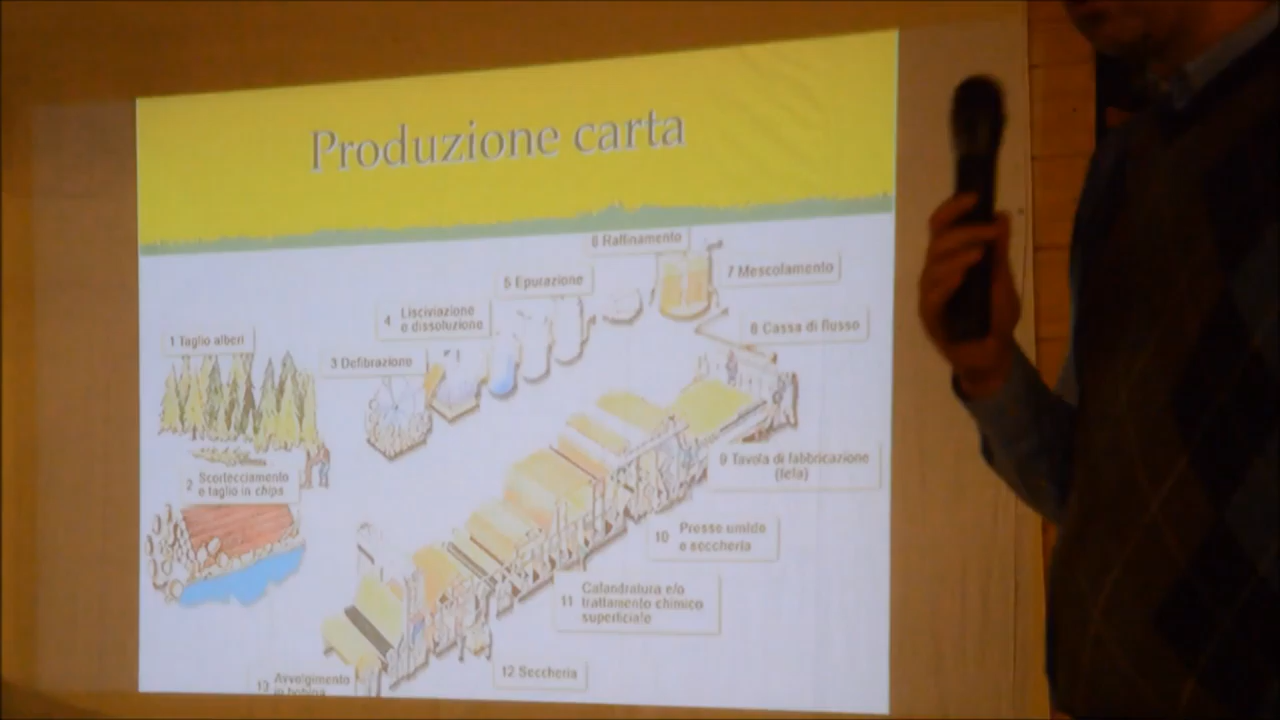 Produzione carta
1 Taglio alberi
2 Scortecciamento
e taglio in chips
3 Defibrazione
4 Lisciviazione
e dissoluzione
5 Epurazione
6 Raffinamento
7 Mescolamento
8 Cassa di flusso
9 Tavola di fabbricazione
(tela)
10 Presse umido
e seccheria
11 Calandratura e/o
trattamento chimico
superficiale
12 Seccheria
13 Avvolgimento
in bobina